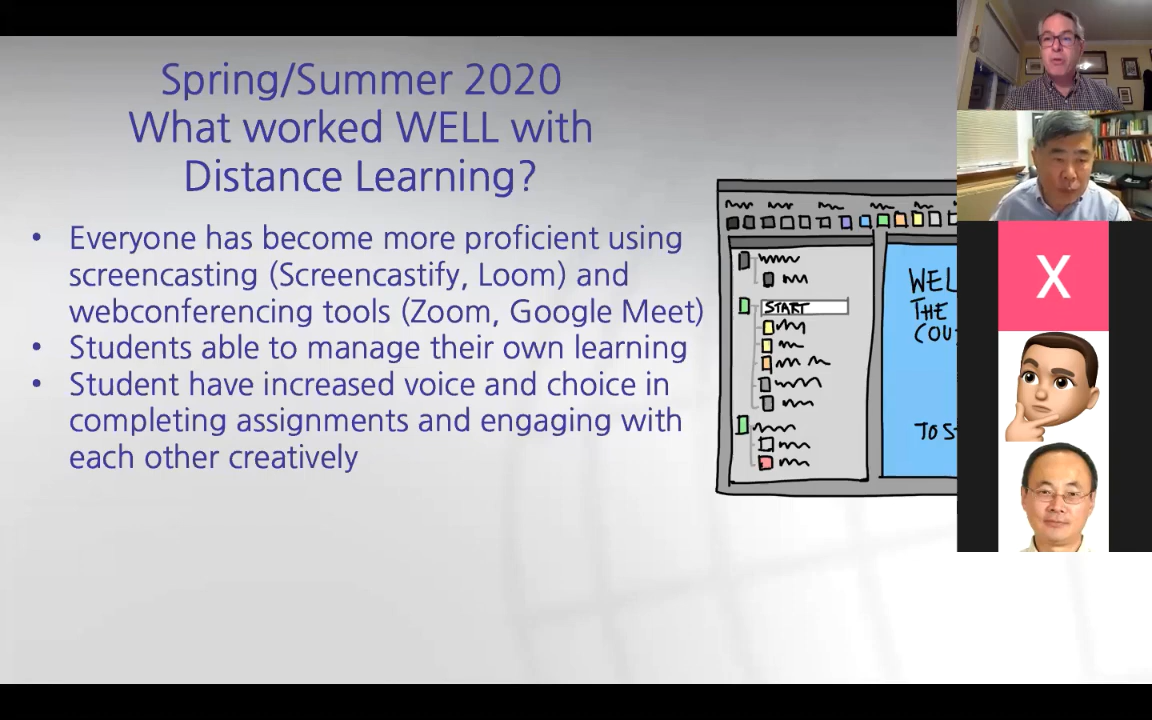 Spring/Summer 2020
What worked WELL with
Distance Learning?
• Everyone has become more proficient using
screencasting (Screencastify, Loom) and
webconferencing tools (Zoom, Google Meet)
• Students able to manage their own learning
• Student have increased voice and choice in
completing assignments and engaging with
each other creatively
START
WEL
THE
COU
TO ST
X